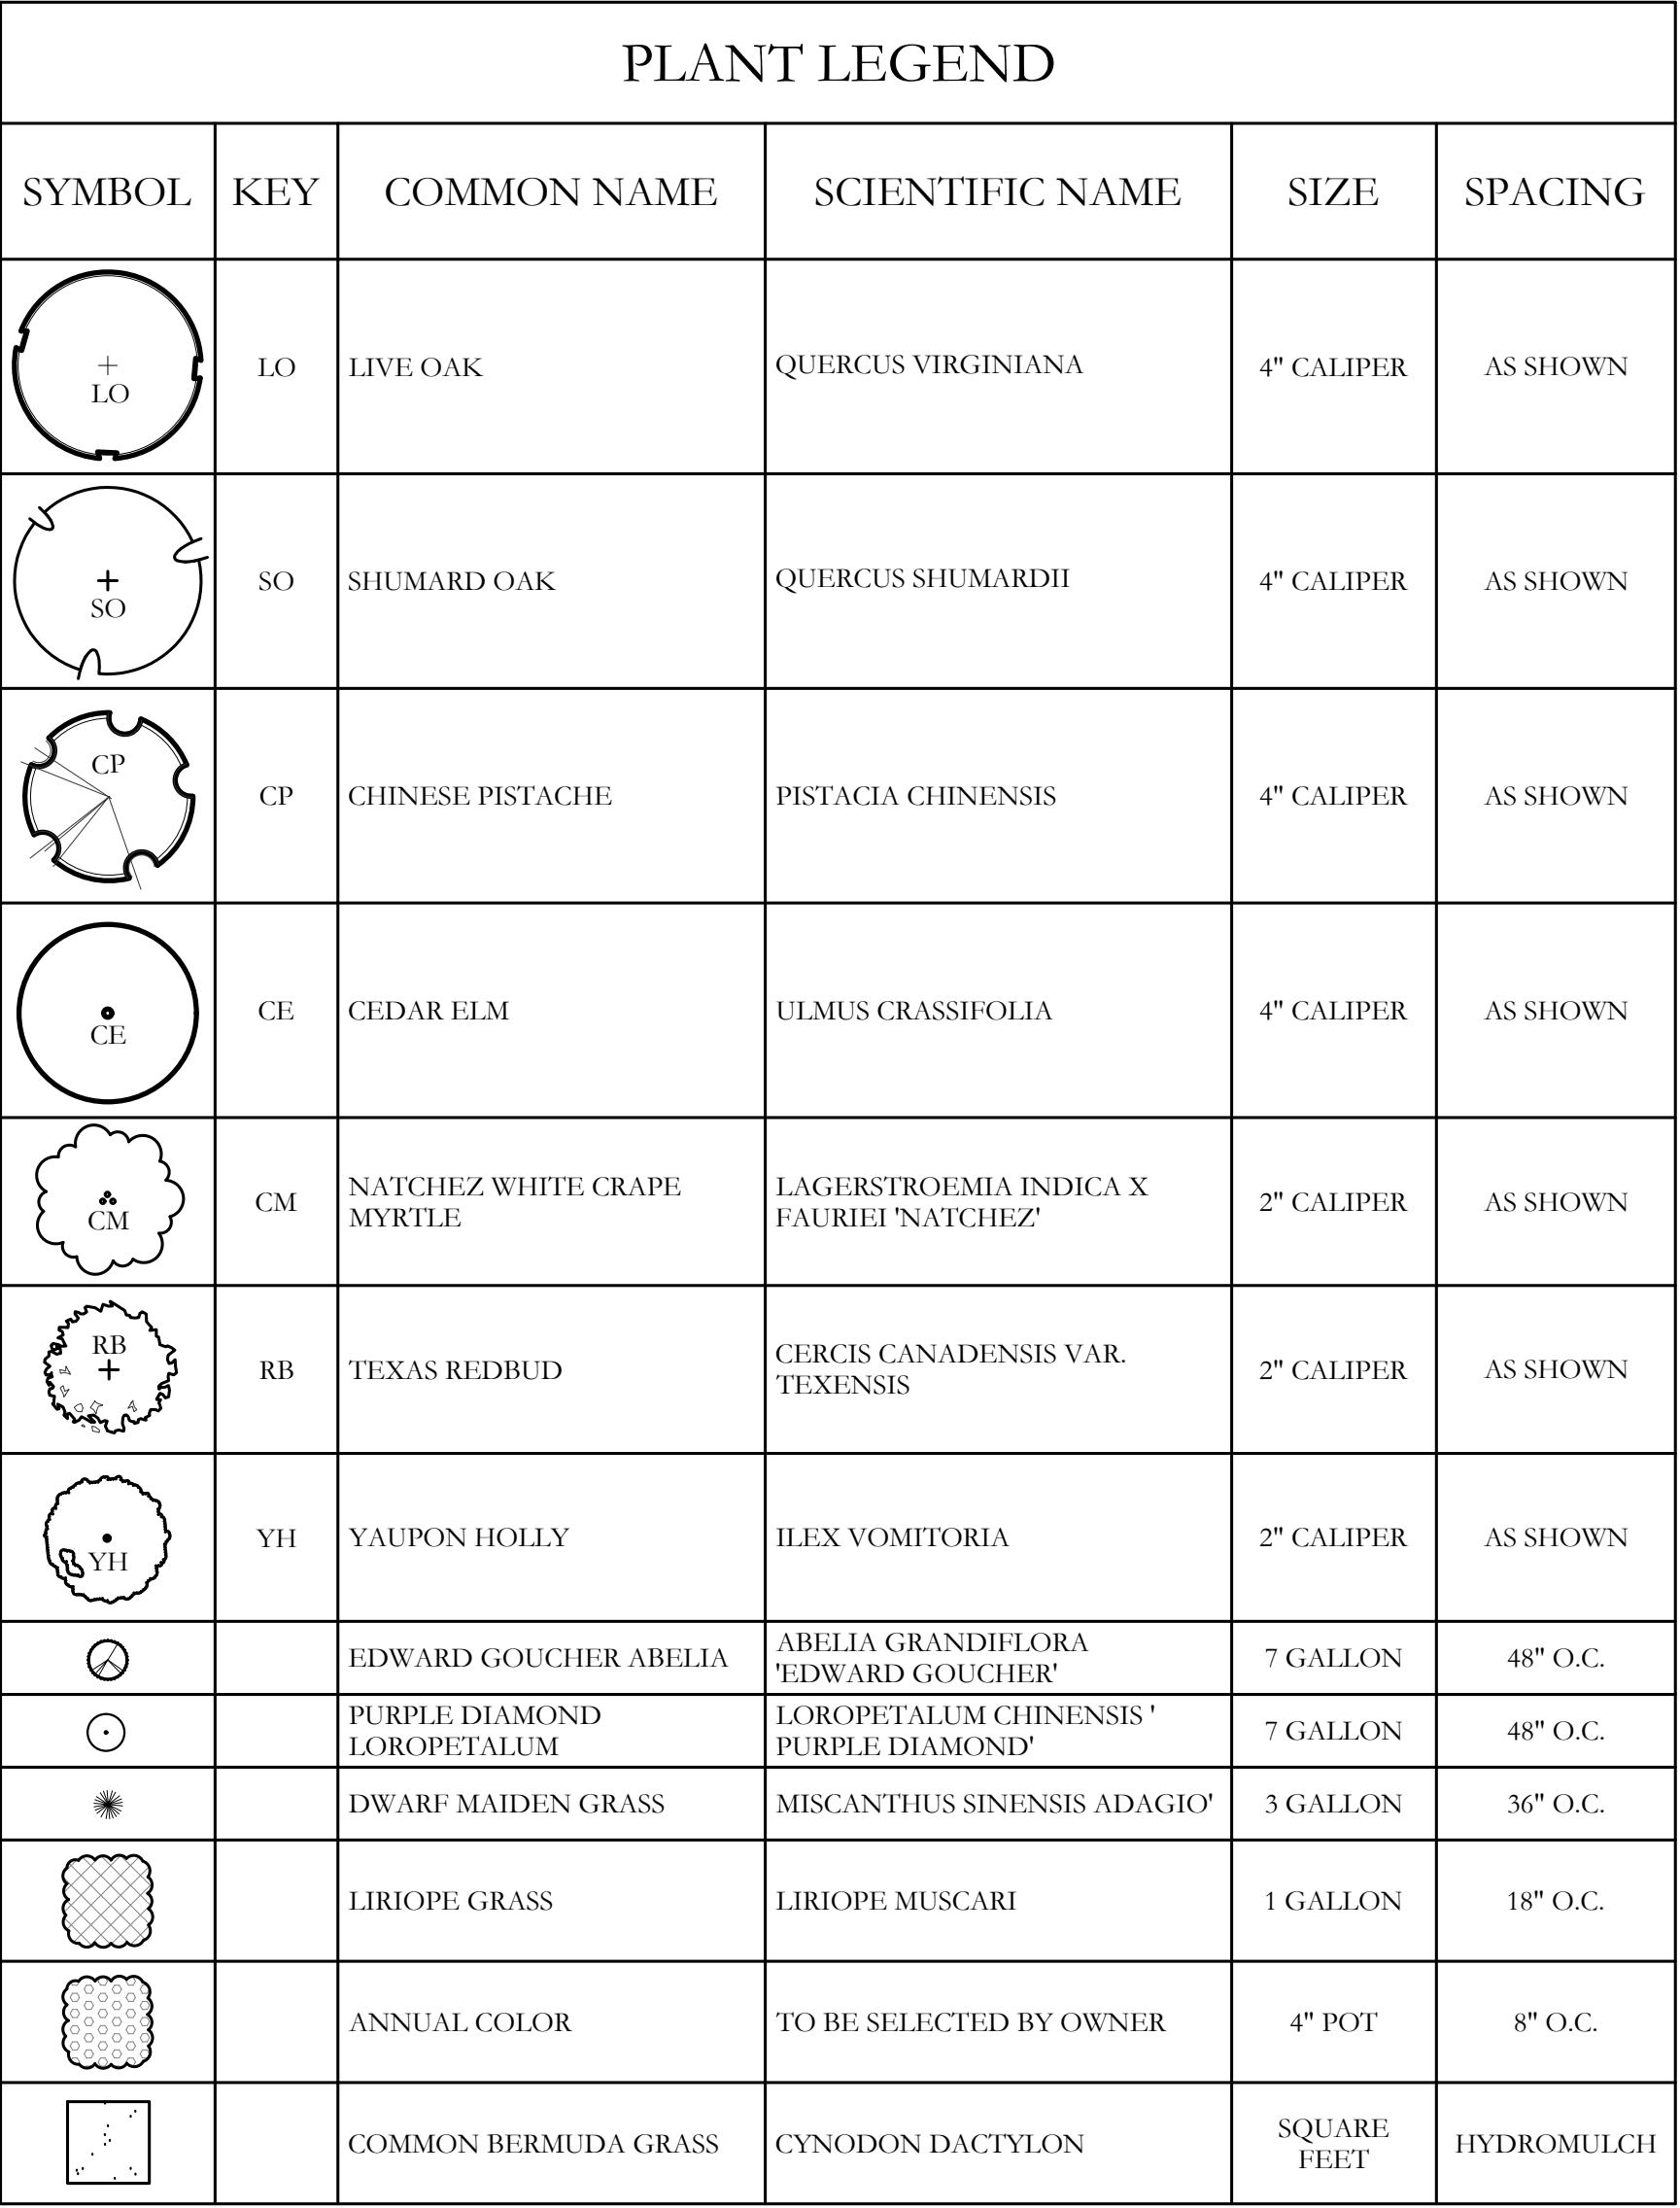 PLANT LEGEND
SYMBOL KEY COMMON NAME SCIENTIFIC NAME SIZE SPACING
LO LO LIVE OAK QUERCUS VIRGINIANA 4" CALIPER AS SHOWN
SO SO SHUMARD OAK QUERCUS SHUMARDII 4" CALIPER AS SHOWN
CP CP CHINESE PISTACHE PISTACIA CHINENSIS 4" CALIPER AS SHOWN
CE CE CEDAR ELM ULMUS CRASSIFOLIA 4" CALIPER AS SHOWN
CM CM NATCHEZ WHITE CRAPE
MYRTLE
LAGERSTROEMIA INDICA X
FAURIEI 'NATCHEZ'
2" CALIPER AS SHOWN
RB RB TEXAS REDBUD
CERCIS CANADENSIS VAR.
TEXENSIS
2" CALIPER AS SHOWN
YH YH YAUPON HOLLY ILEX VOMITORIA 2" CALIPER AS SHOWN
EDWARD GOUCHER ABELIA
ABELIA GRANDIFLORA
'EDWARD GOUCHER'
7 GALLON 48" O.C.
PURPLE DIAMOND
LOROPETALUM
LOROPETALUM CHINENSIS '
PURPLE DIAMOND'
7 GALLON 48" O.C.
DWARF MAIDEN GRASS MISCANTHUS SINENSIS ADAGIO' 3 GALLON 36" O.C.
LIRIOPE GRASS LIRIOPE MUSCARI 1 GALLON 18" O.C.
ANNUAL COLOR TO BE SELECTED BY OWNER 4" POT 8" O.C.
COMMON BERMUDA GRASS CYNODON DACTYLON
SQUARE
FEET
HYDROMULCH